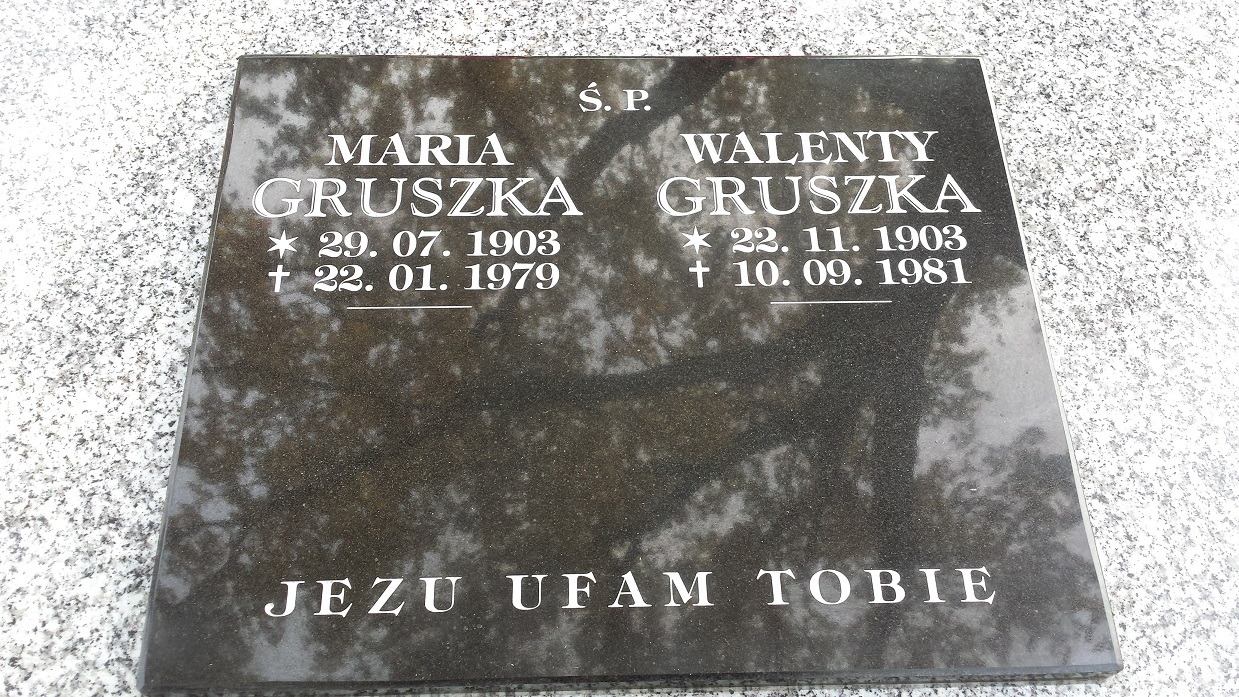 Ś. P.
MARIA
GRUSZKA
✶ 29. 07. 1903
† 22. 01. 1979
WALENTY
GRUSZKA
✶ 22. 11. 1903
† 10. 09. 1981
JEZU UFAM TOBIE